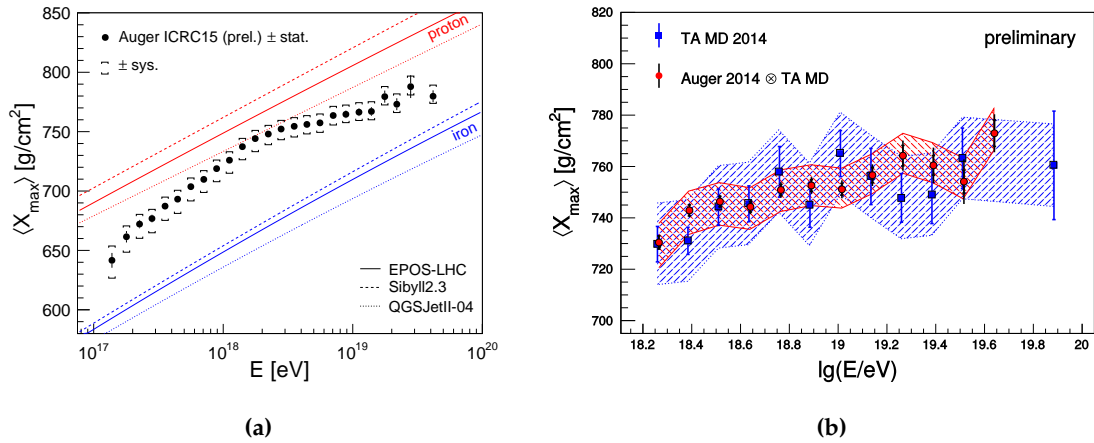 850
800
750
700
650
600
⟨X_max⟩ [g/cm²]
Auger ICRC15 (prel.) ± stat.
± sys.
proton
iron
EPOS-LHC
Sibyll2.3
QGSJetII-04
10^17
10^18
10^19
10^20
E [eV]
(a)
820
800
780
760
740
720
700
⟨X_max⟩ [g/cm²]
TA MD 2014
preliminary
Auger 2014 ⊗ TA MD
18.2 18.4 18.6 18.8 19 19.2 19.4 19.6 19.8 20
lg(E/eV)
(b)